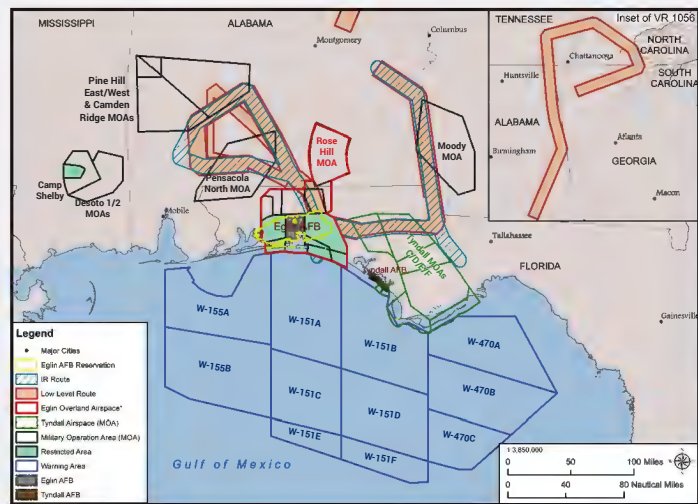 MISSISSIPPI
ALABAMA
Montgomery
Columbus
Pine Hill
East/West
& Camden
Ridge MOAs
Rose
Hill
MOA
Moody
MOA
Pensacola
North MOA
Camp
Shelby
Desoto 1/2
MOAs
Mobile
Eglin AFB
Tyndall MOAs
C/D/E/F
Tyndall AFB
Tallahassee
FLORIDA
Gainesville
TENNESSEE
Inset of VR 1056
NORTH
CAROLINA
Chattanooga
SOUTH
CAROLINA
Huntsville
ALABAMA
Birmingham
Atlanta
GEORGIA
Macon
W-155A
W-151A
W-151B
W-470A
W-155B
W-151C
W-151D
W-470B
W-151E
W-470C
W-151F
Gulf of Mexico
Legend
Major Cities
Eglin AFB Reservation
IR Route
Low Level Route
Eglin Overland Airspace*
Tyndall Airspace (MOA)
Military Operation Area (MOA)
Restricted Area
Warning Area
Eglin AFB
Tyndall AFB
1:3,850,000
0 50 100 Miles
0 40 80 Nautical Miles